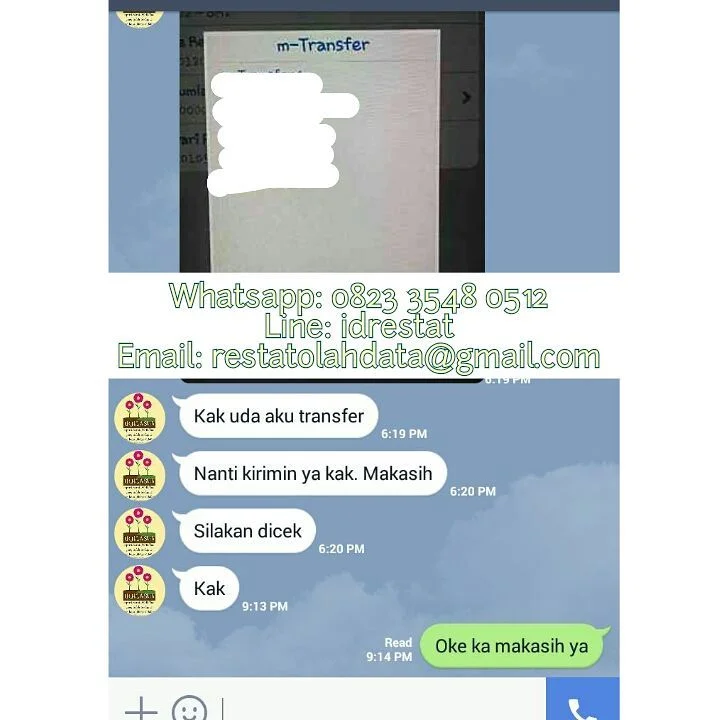 m-Transfer
Whatsapp: 0823 3548 0512
Line: idrestat
Email: restatolahdata@gmail.com
6:19 PM
Kak uda aku transfer
6:19 PM
Nanti kirimin ya kak. Makasih
6:20 PM
Silakan dicek
6:20 PM
Kak
9:13 PM
Read
9:14 PM
Oke ka makasih ya